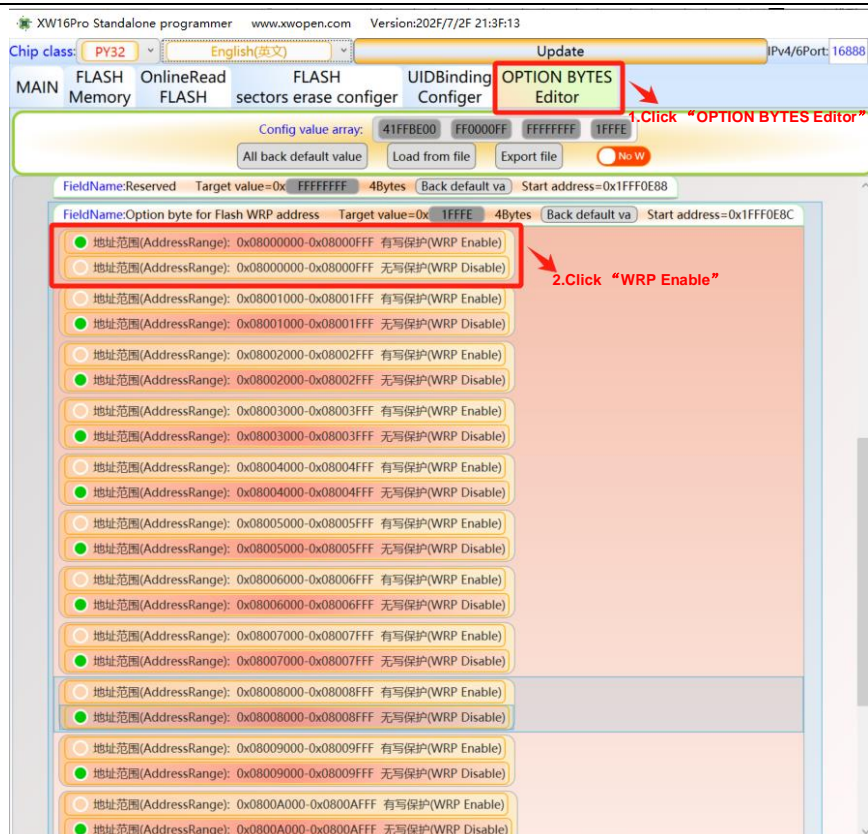 XW16Pro Standalone programmer www.xwopen.com Version:202F/7/2F 21:3F:13
Chip class: PY32 English(英文) Update IPv4/6Port: 16888
MAIN FLASH Memory OnlineRead FLASH FLASH sectors erase configer UIDBinding Configer OPTION BYTES Editor
1.Click “OPTION BYTES Editor”
Config value array: 41FFBE00 FF0000FF FFFFFFFF 1FFFE
All back default value Load from file Export file No W
FieldName:Reserved Target value=0x FFFFFFFF 4Bytes Back default va Start address=0x1FFF0E88
FieldName:Option byte for Flash WRP address Target value=0x 1FFFE 4Bytes Back default va Start address=0x1FFF0E8C
地址范围(AddressRange): 0x08000000-0x08000FFF 有写保护(WRP Enable)
地址范围(AddressRange): 0x08000000-0x08000FFF 无写保护(WRP Disable)
2.Click “WRP Enable”
地址范围(AddressRange): 0x08001000-0x08001FFF 有写保护(WRP Enable)
地址范围(AddressRange): 0x08001000-0x08001FFF 无写保护(WRP Disable)
地址范围(AddressRange): 0x08002000-0x08002FFF 有写保护(WRP Enable)
地址范围(AddressRange): 0x08002000-0x08002FFF 无写保护(WRP Disable)
地址范围(AddressRange): 0x08003000-0x08003FFF 有写保护(WRP Enable)
地址范围(AddressRange): 0x08003000-0x08003FFF 无写保护(WRP Disable)
地址范围(AddressRange): 0x08004000-0x08004FFF 有写保护(WRP Enable)
地址范围(AddressRange): 0x08004000-0x08004FFF 无写保护(WRP Disable)
地址范围(AddressRange): 0x08005000-0x08005FFF 有写保护(WRP Enable)
地址范围(AddressRange): 0x08005000-0x08005FFF 无写保护(WRP Disable)
地址范围(AddressRange): 0x08006000-0x08006FFF 有写保护(WRP Enable)
地址范围(AddressRange): 0x08006000-0x08006FFF 无写保护(WRP Disable)
地址范围(AddressRange): 0x08007000-0x08007FFF 有写保护(WRP Enable)
地址范围(AddressRange): 0x08007000-0x08007FFF 无写保护(WRP Disable)
地址范围(AddressRange): 0x08008000-0x08008FFF 有写保护(WRP Enable)
地址范围(AddressRange): 0x08008000-0x08008FFF 无写保护(WRP Disable)
地址范围(AddressRange): 0x08009000-0x08009FFF 有写保护(WRP Enable)
地址范围(AddressRange): 0x08009000-0x08009FFF 无写保护(WRP Disable)
地址范围(AddressRange): 0x0800A000-0x0800AFFF 有写保护(WRP Enable)
地址范围(AddressRange): 0x0800A000-0x0800AFFF 无写保护(WRP Disable)